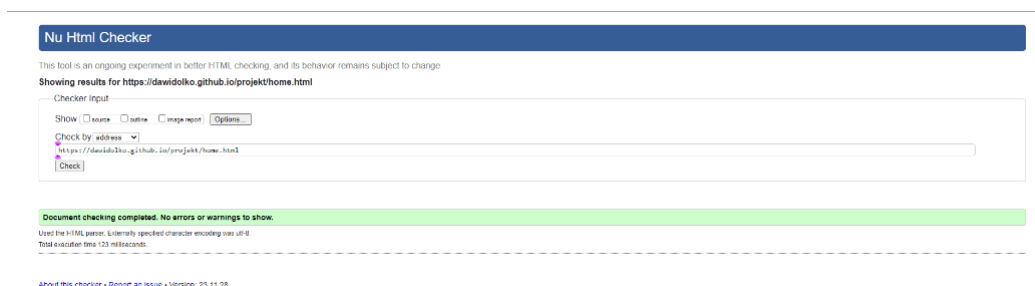 Nu Html Checker
This tool is an ongoing experiment in better HTML checking, and its behavior remains subject to change
Showing results for https://dawidolko.github.io/projekt/home.html
Checker Input
Show source outline image report Options...
Check by address
https://dawidolko.github.io/projekt/home.html
Check
Document checking completed. No errors or warnings to show.
Used the HTML parser. Externally specified character encoding was utf-8.
Total execution time 123 milliseconds.
About this checker • Report an issue • Version: 23.11.28